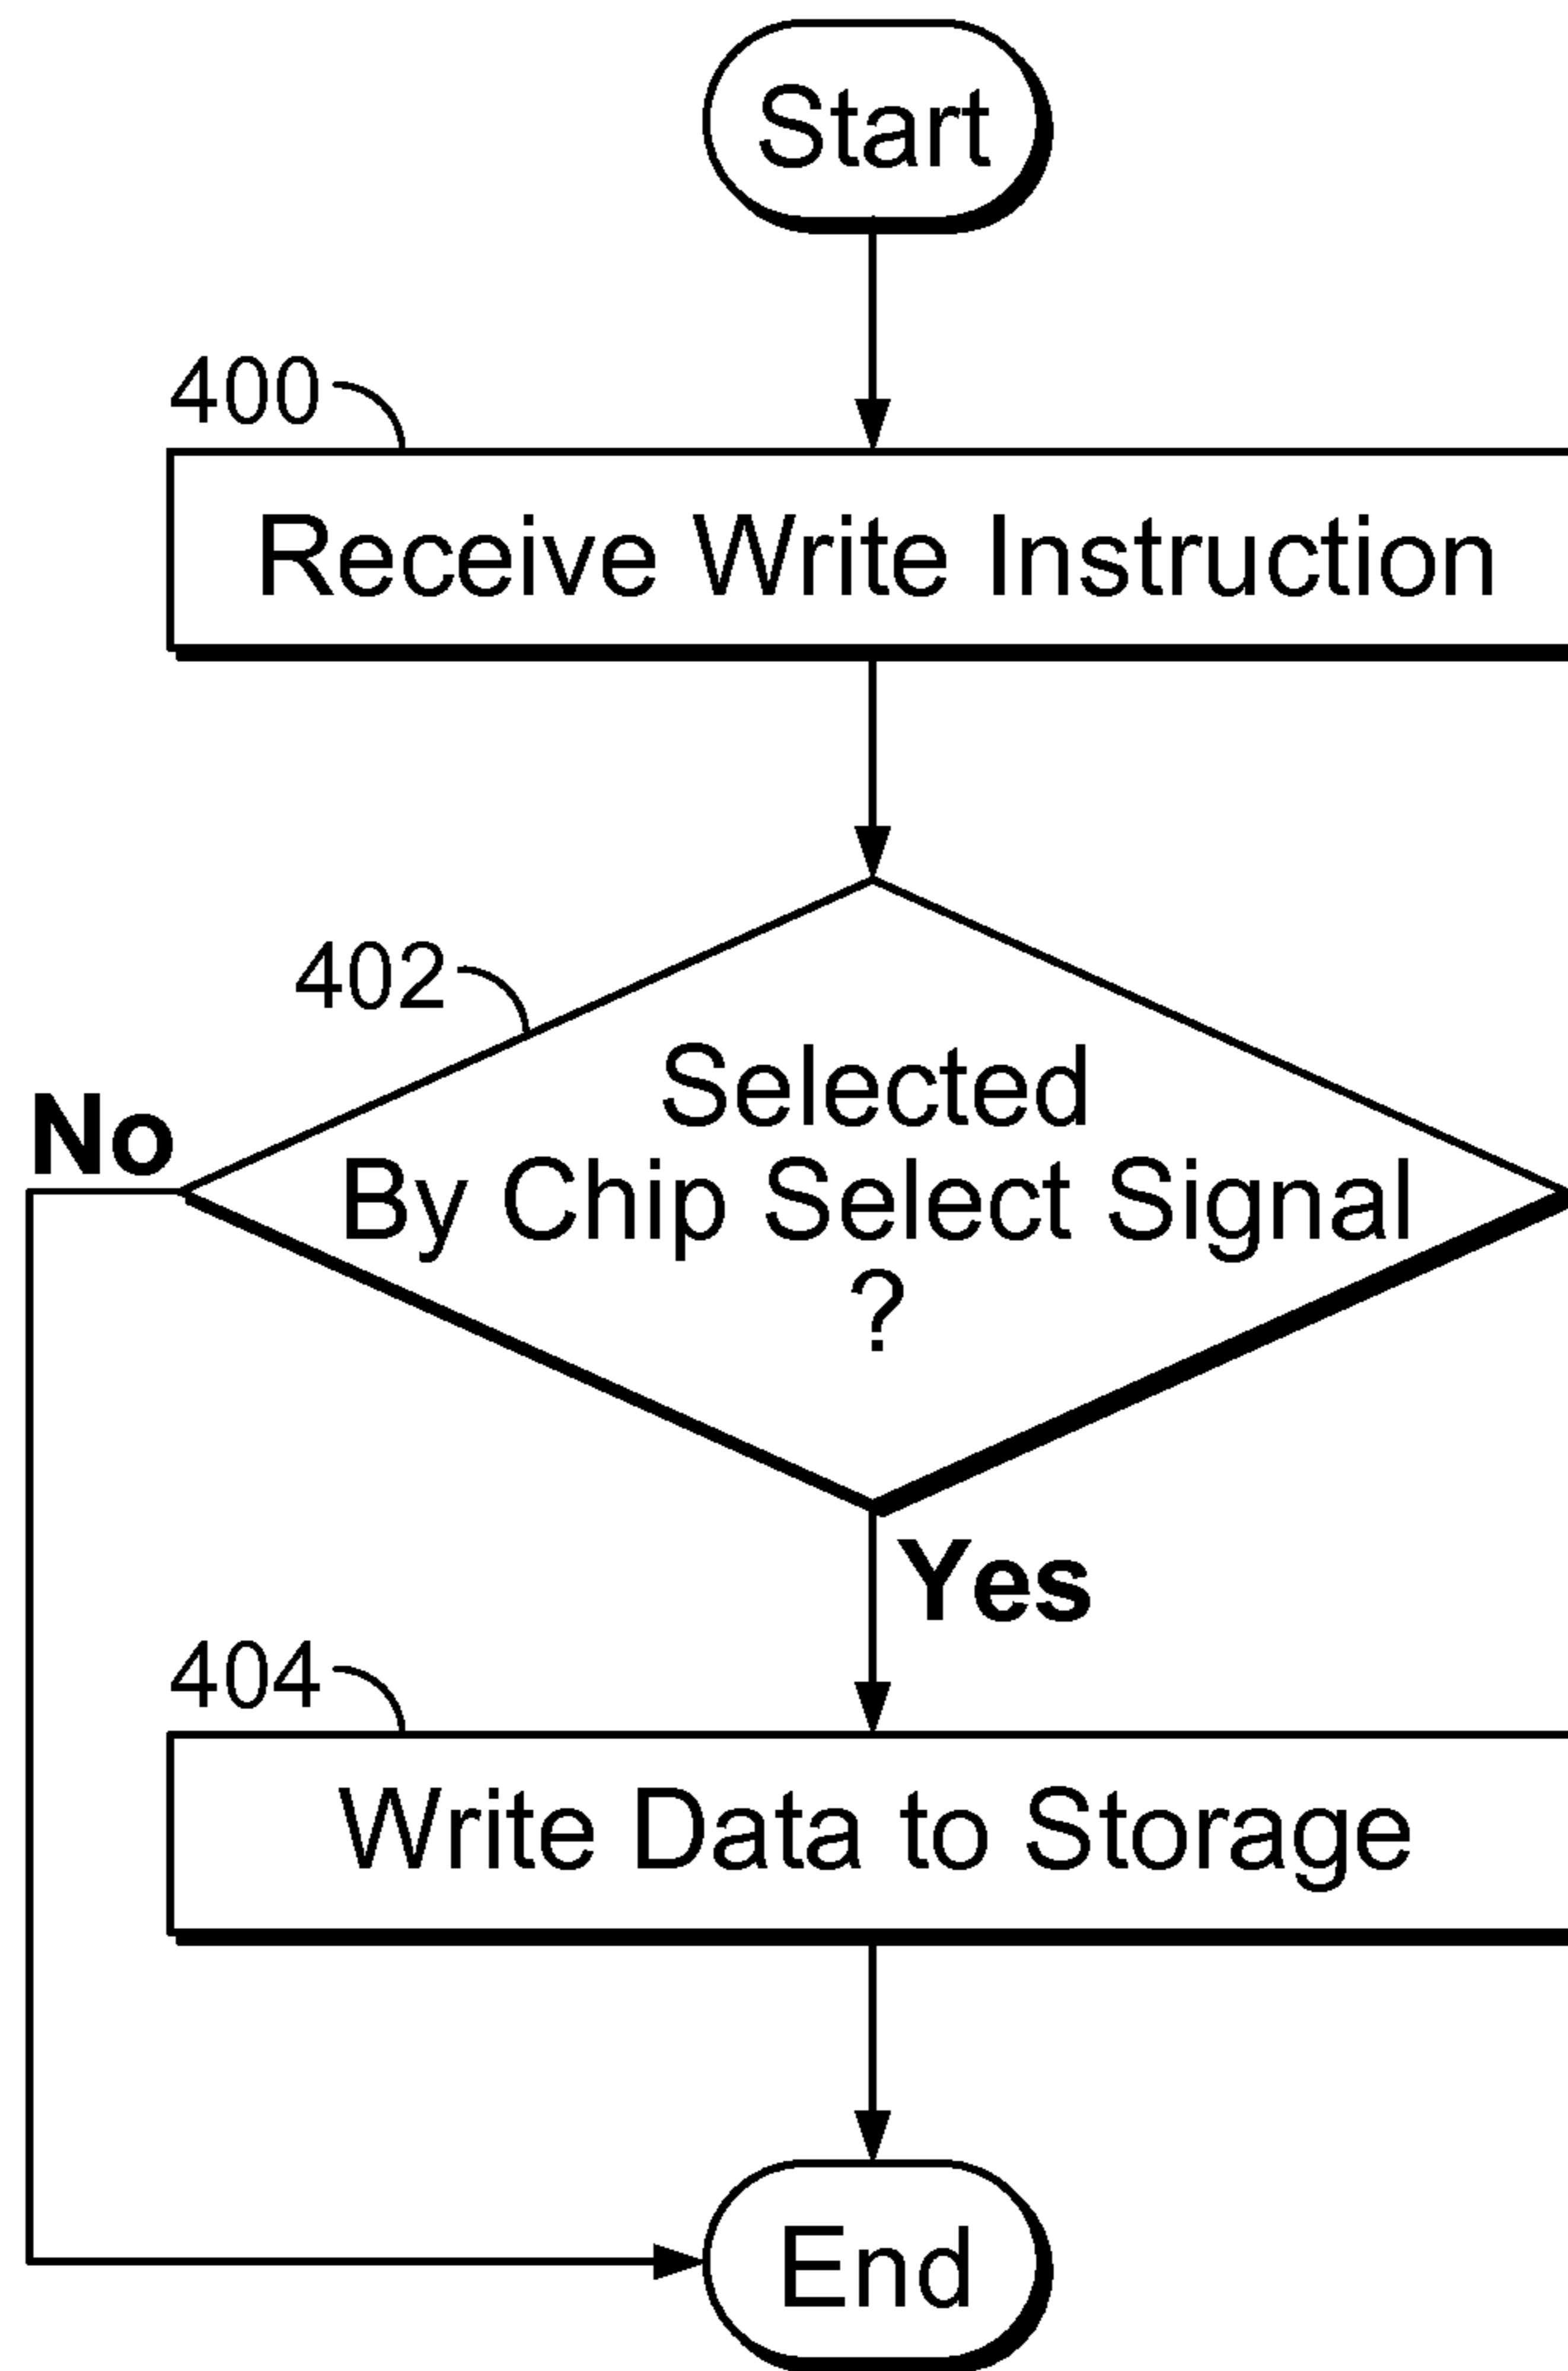 Start
400
Receive Write Instruction
402
Selected
By Chip Select Signal
?
No
Yes
404
Write Data to Storage
End